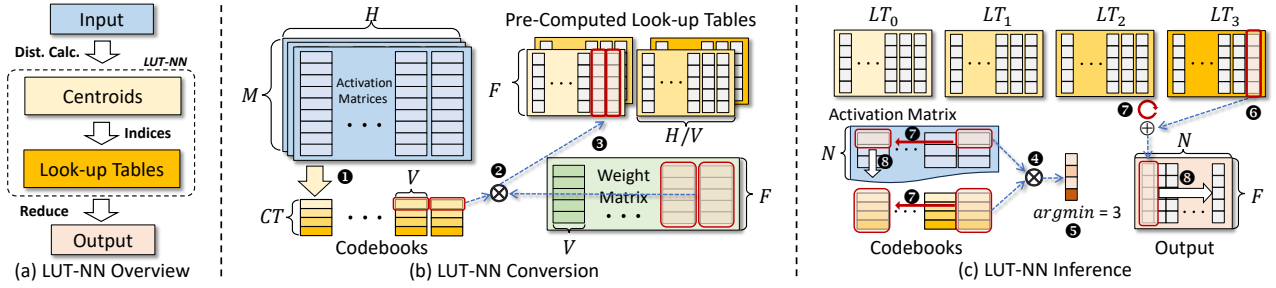 Input
Dist. Calc.
LUT-NN
Centroids
Indices
Look-up Tables
Reduce
Output
(a) LUT-NN Overview
H
Pre-Computed Look-up Tables
M
Activation
Matrices
• • •
F
• • •
• • •
H/V
❸
❶
❷
V
CT
• • •
Codebooks
Weight
Matrix
• • •
F
V
(b) LUT-NN Conversion
LT0
LT1
LT2
LT3
• • •
• • •
• • •
• • •
❼
❻
Activation Matrix
N
❼
❽
• • •
❹
❼
• • •
Codebooks
argmin = 3
❺
N
❽
• • •
F
Output
(c) LUT-NN Inference